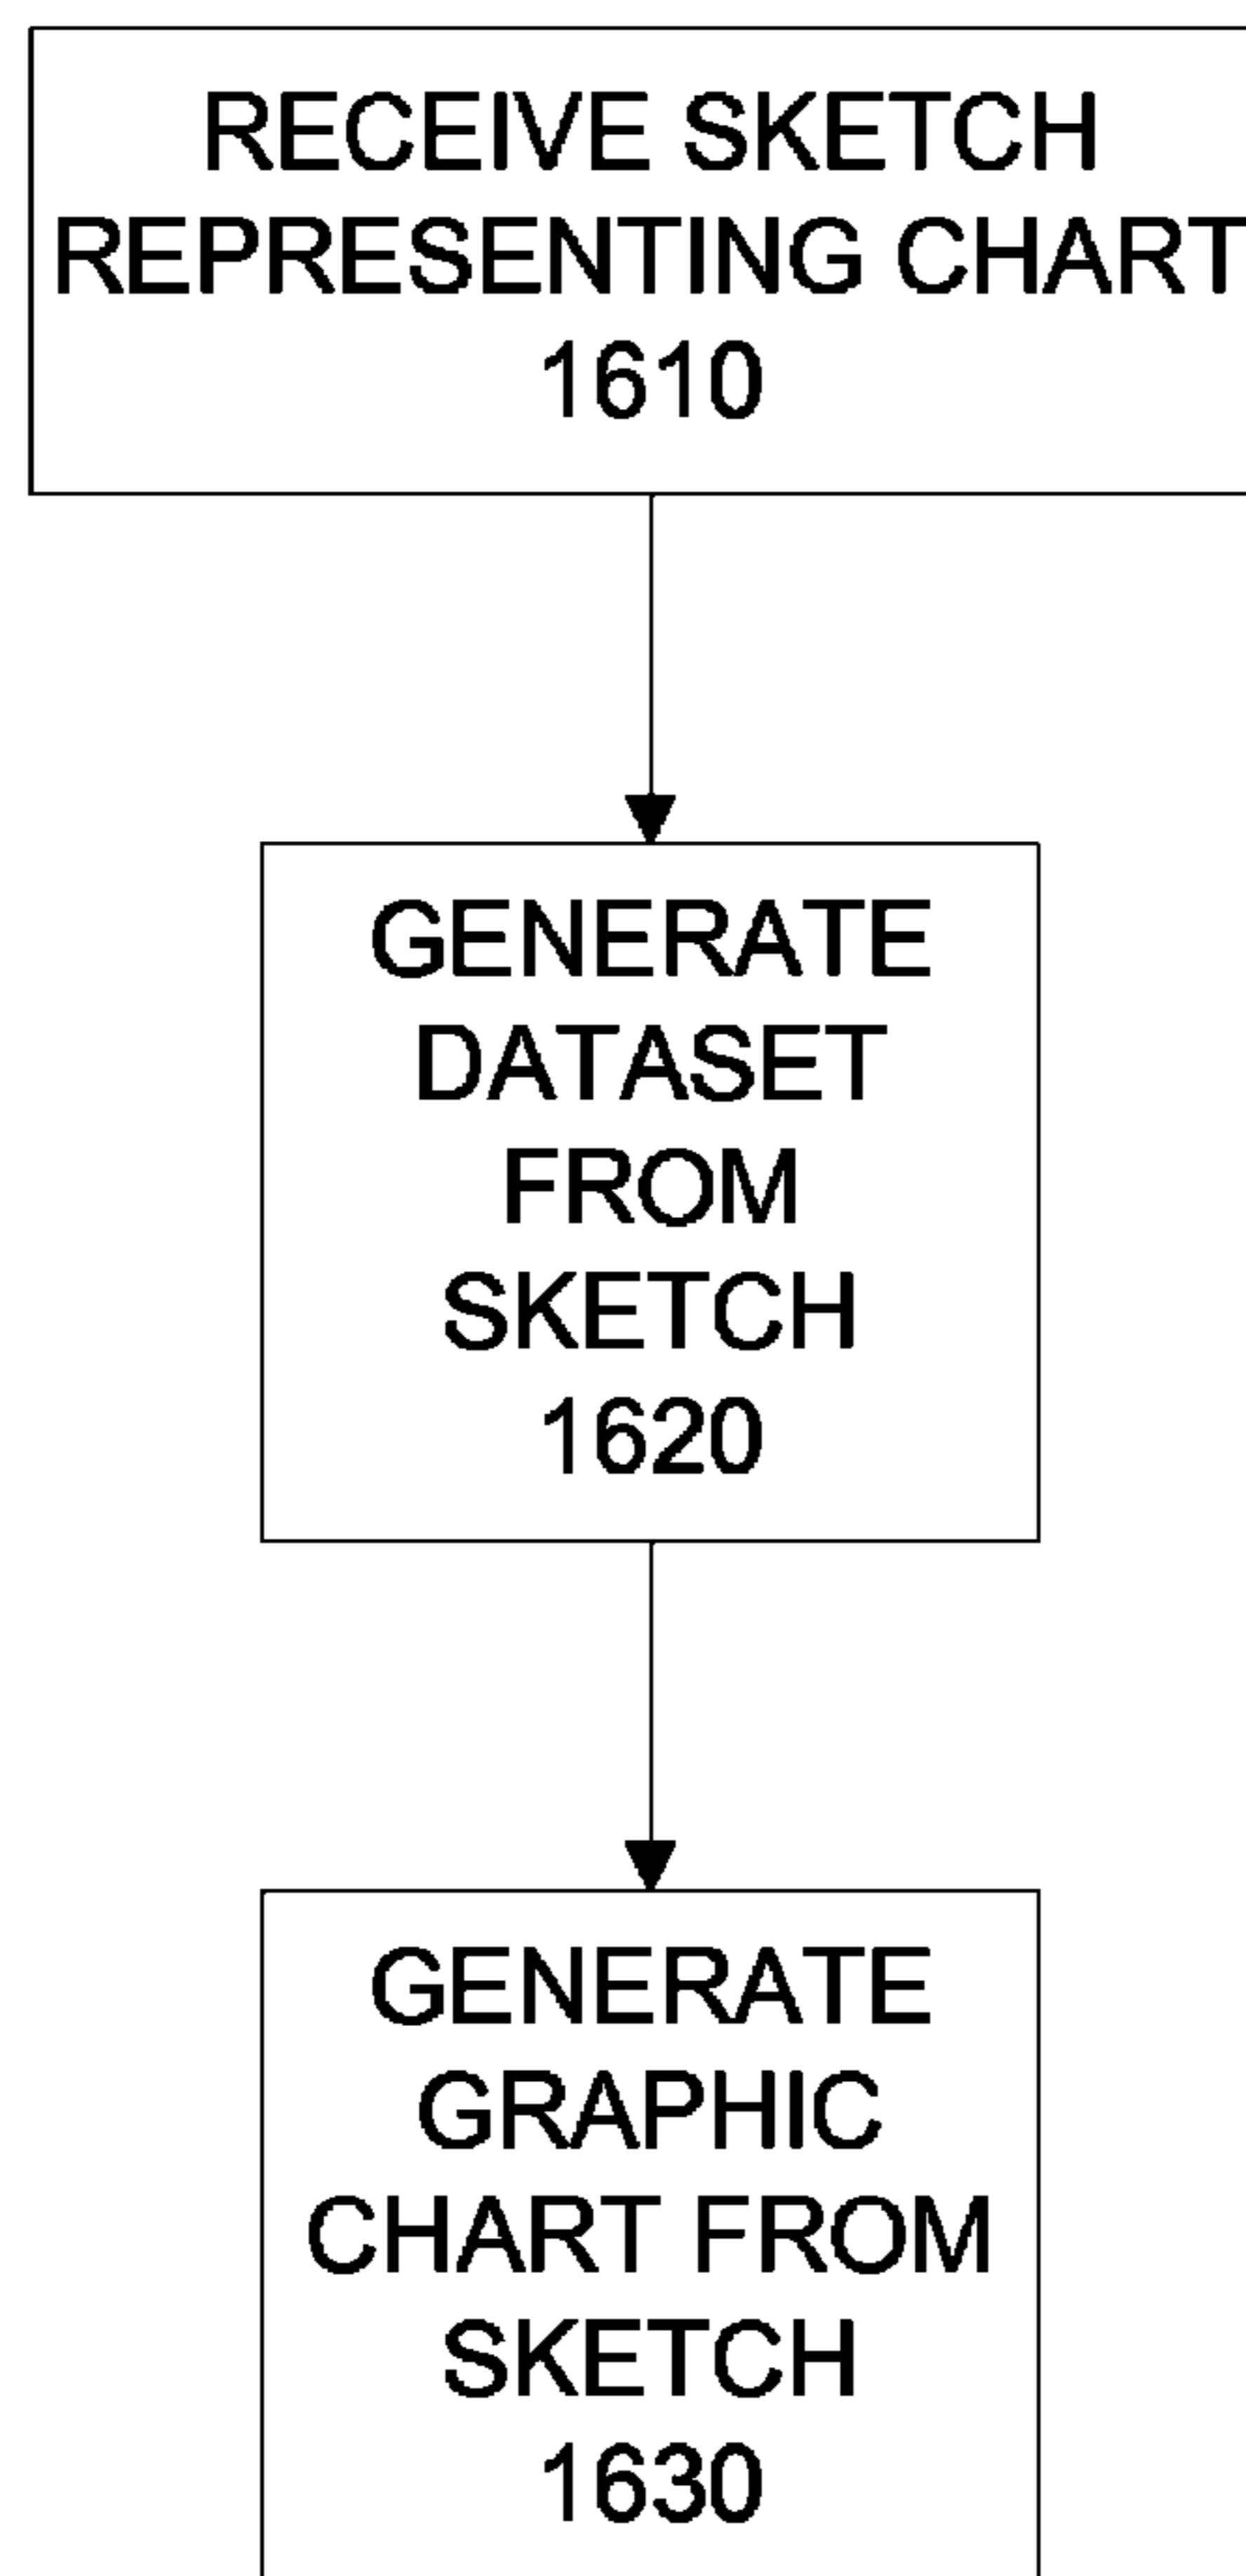 RECEIVE SKETCH
REPRESENTING CHART
1610
GENERATE
DATASET
FROM
SKETCH
1620
GENERATE
GRAPHIC
CHART FROM
SKETCH
1630